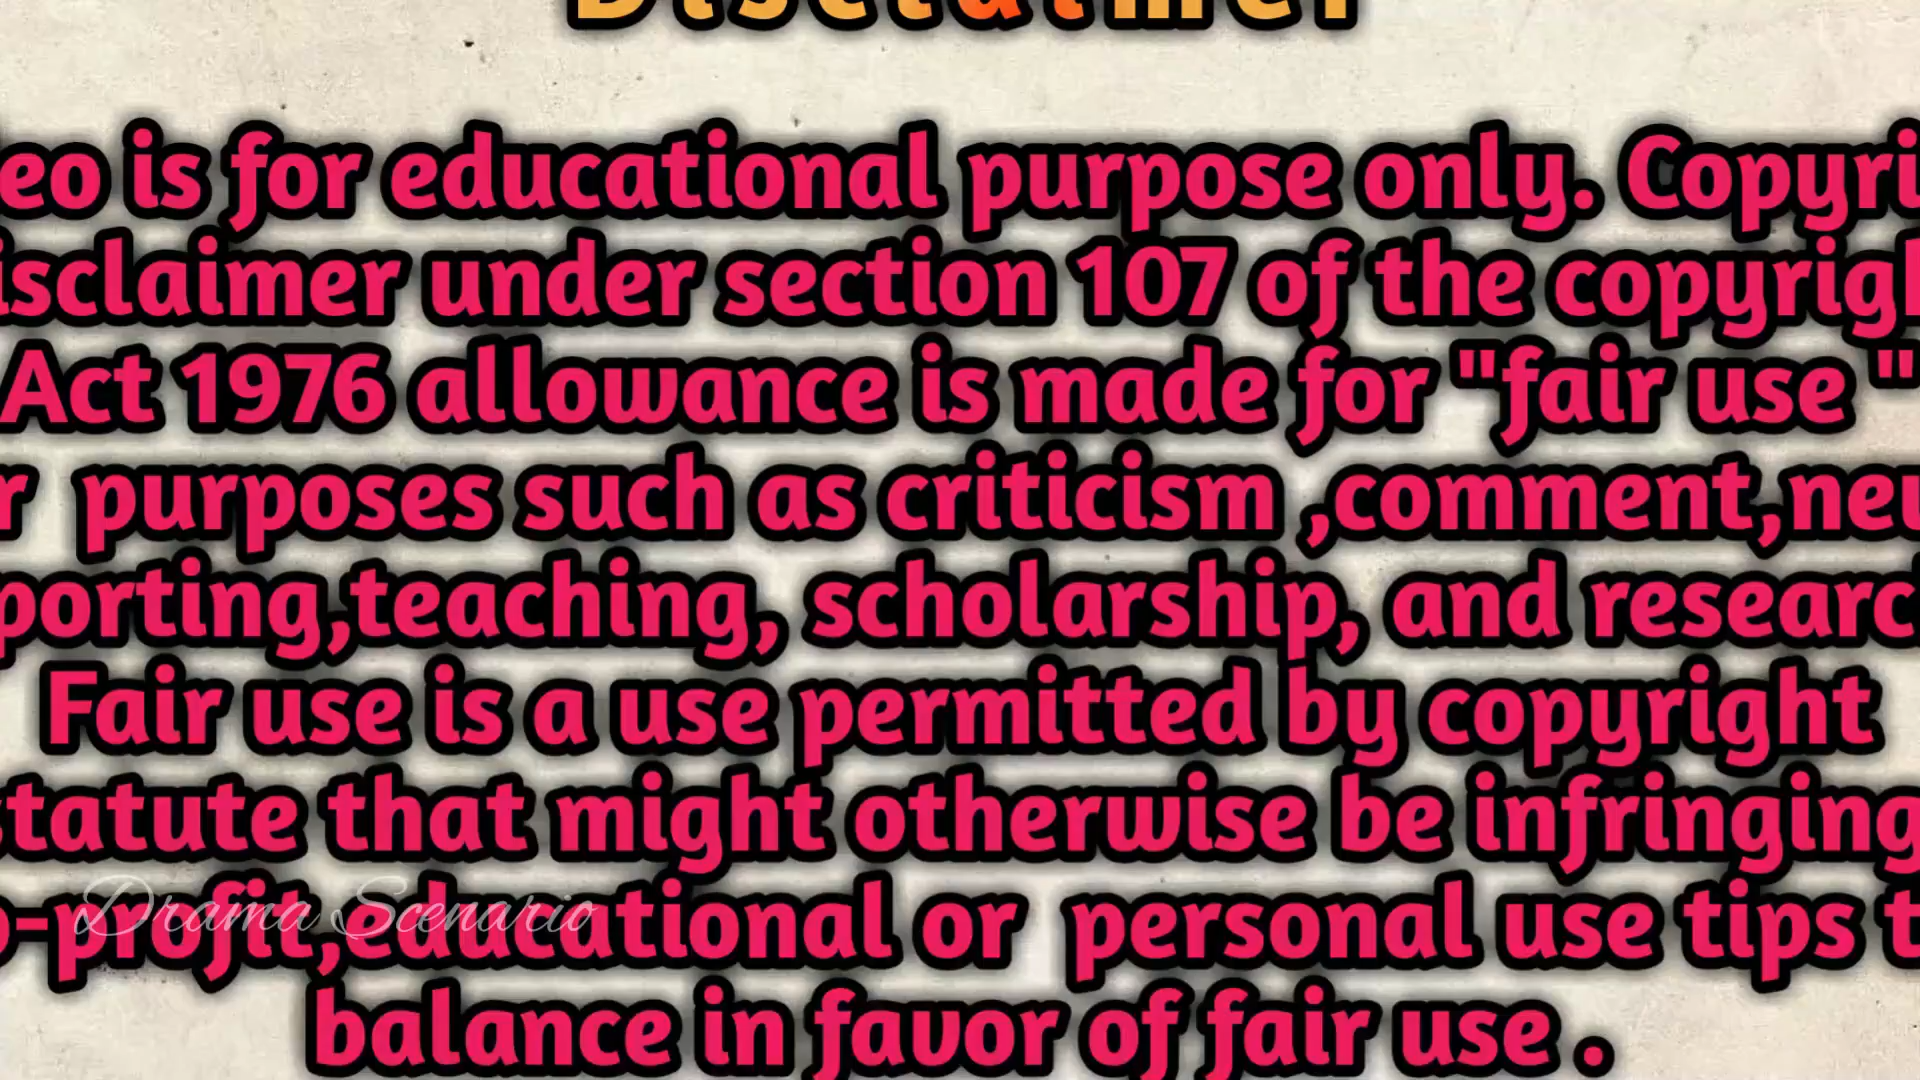 Disclaimer
eo is for educational purpose only. Copyri
isclaimer under section 107 of the copyrigh
Act 1976 allowance is made for "fair use "
r purposes such as criticism ,comment,new
porting,teaching, scholarship, and researc
Fair use is a use permitted by copyright
statute that might otherwise be infringing
o-profit,educational or personal use tips t
Drama Scenario
balance in favor of fair use .